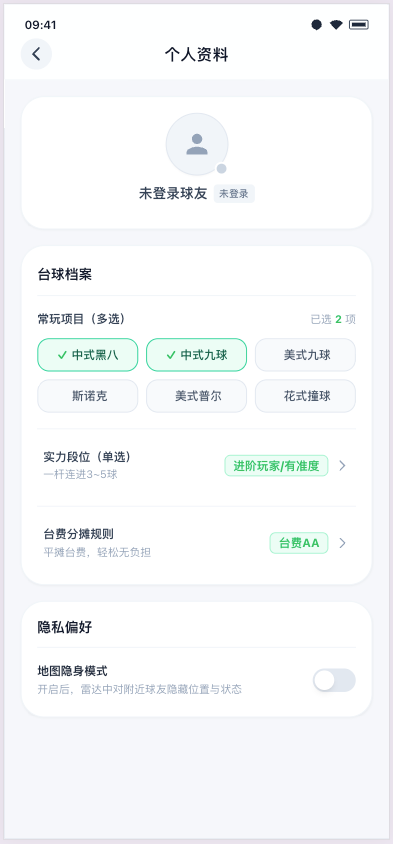 09:41
个人资料
未登录球友 未登录
台球档案
常玩项目（多选） 已选 2 项
中式黑八 中式九球 美式九球
斯诺克 美式普尔 花式撞球
实力段位（单选）
一杆连进3~5球
进阶玩家/有准度
台费分摊规则
平摊台费，轻松无负担
台费AA
隐私偏好
地图隐身模式
开启后，雷达中对附近球友隐藏位置与状态